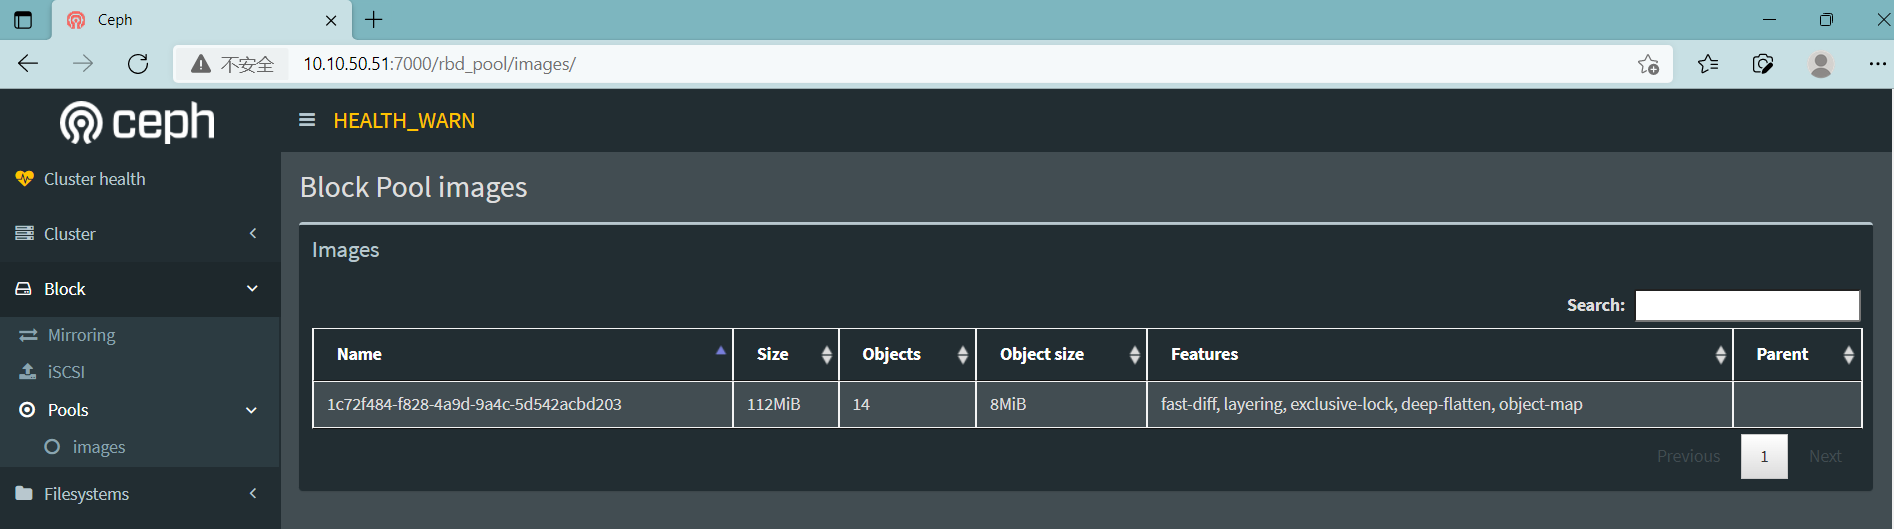 Ceph
不安全 10.10.50.51:7000/rbd_pool/images/
ceph
HEALTH_WARN
Cluster health
Cluster
Block
Mirroring
iSCSI
Pools
images
Filesystems
Block Pool images
Images
Search:
Name Size Objects Object size Features Parent
1c72f484-f828-4a9d-9a4c-5d542acbd203 112MiB 14 8MiB fast-diff, layering, exclusive-lock, deep-flatten, object-map
Previous 1 Next